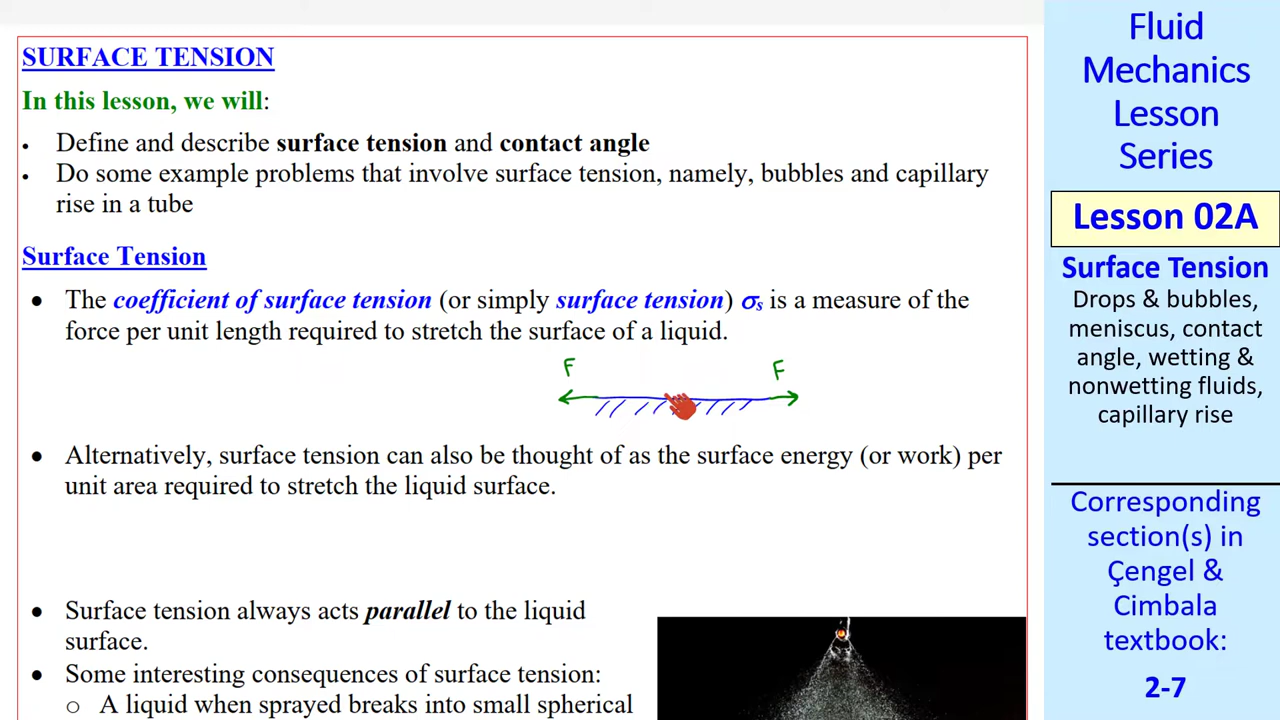 SURFACE TENSION
In this lesson, we will:
• Define and describe surface tension and contact angle
• Do some example problems that involve surface tension, namely, bubbles and capillary
rise in a tube
Surface Tension
• The coefficient of surface tension (or simply surface tension) σs is a measure of the
force per unit length required to stretch the surface of a liquid.
F F
• Alternatively, surface tension can also be thought of as the surface energy (or work) per
unit area required to stretch the liquid surface.
• Surface tension always acts parallel to the liquid
surface.
• Some interesting consequences of surface tension:
o A liquid when sprayed breaks into small spherical
Fluid
Mechanics
Lesson
Series
Lesson 02A
Surface Tension
Drops & bubbles,
meniscus, contact
angle, wetting &
nonwetting fluids,
capillary rise
Corresponding
section(s) in
Çengel &
Cimbala
textbook:
2-7